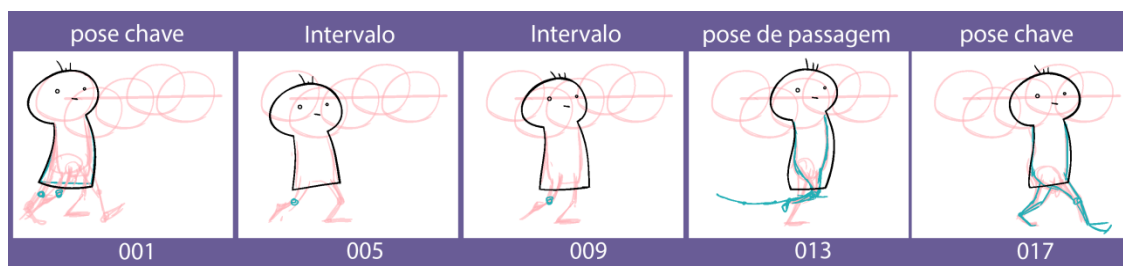 pose chave
Intervalo
Intervalo
pose de passagem
pose chave
001
005
009
013
017